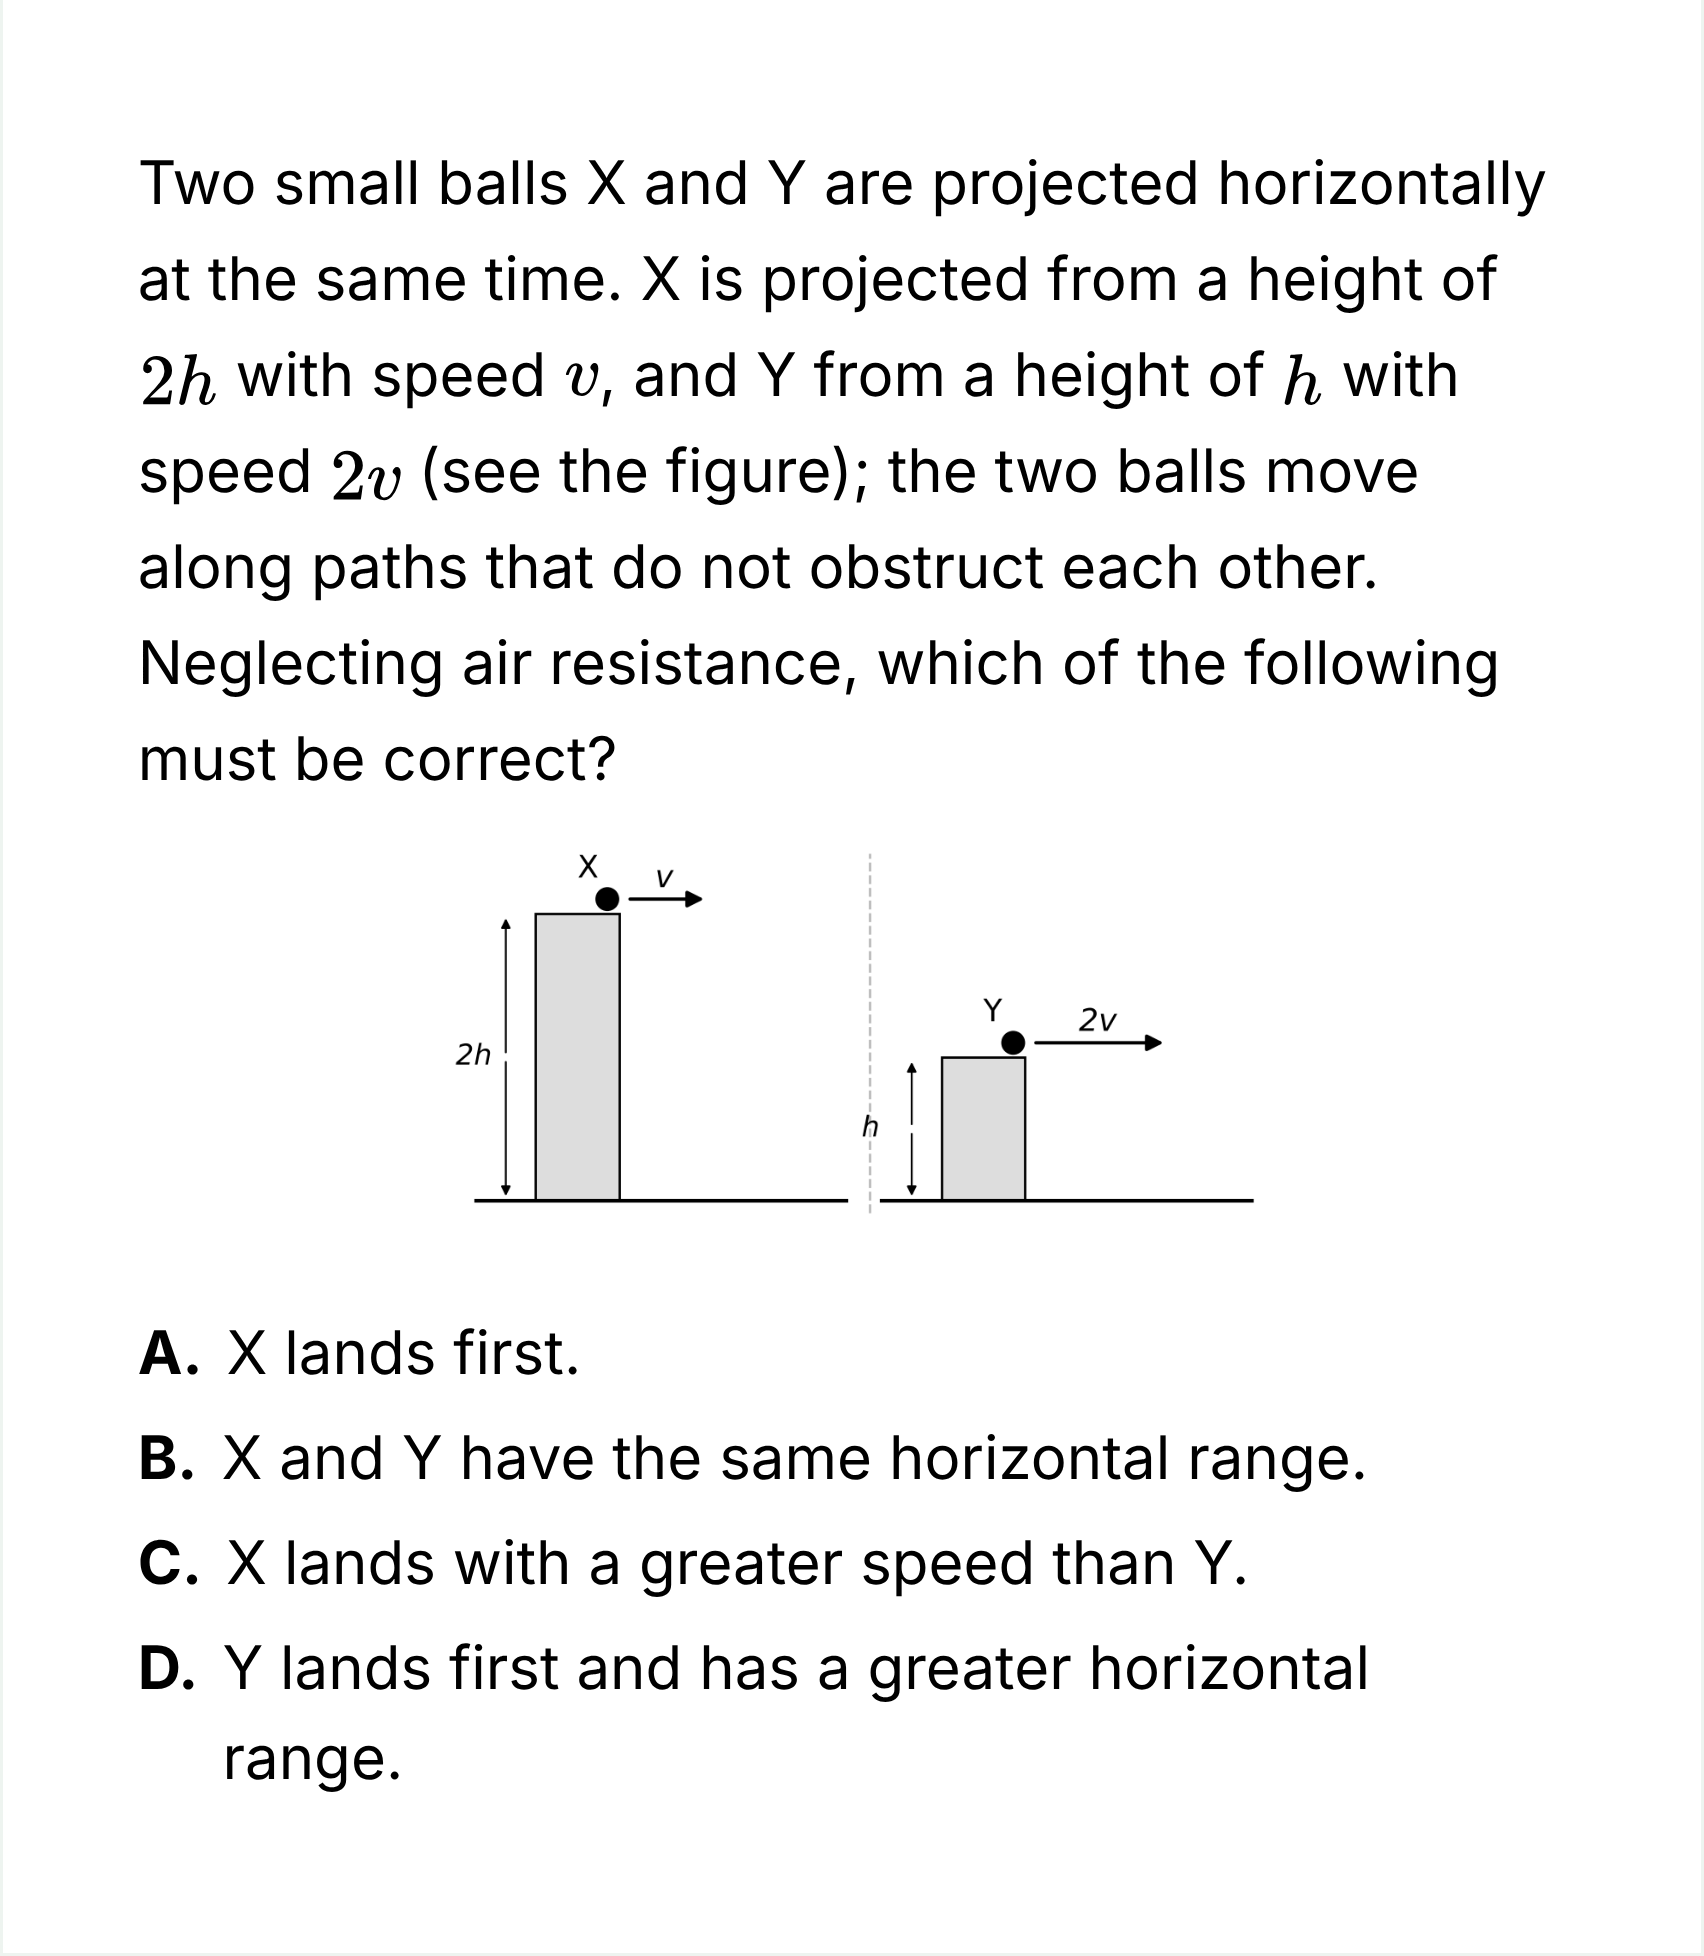 Two small balls X and Y are projected horizontally
at the same time. X is projected from a height of
2h with speed v, and Y from a height of h with
speed 2v (see the figure); the two balls move
along paths that do not obstruct each other.
Neglecting air resistance, which of the following
must be correct?
X
v
Y
2v
2h
h
A. X lands first.
B. X and Y have the same horizontal range.
C. X lands with a greater speed than Y.
D. Y lands first and has a greater horizontal
range.